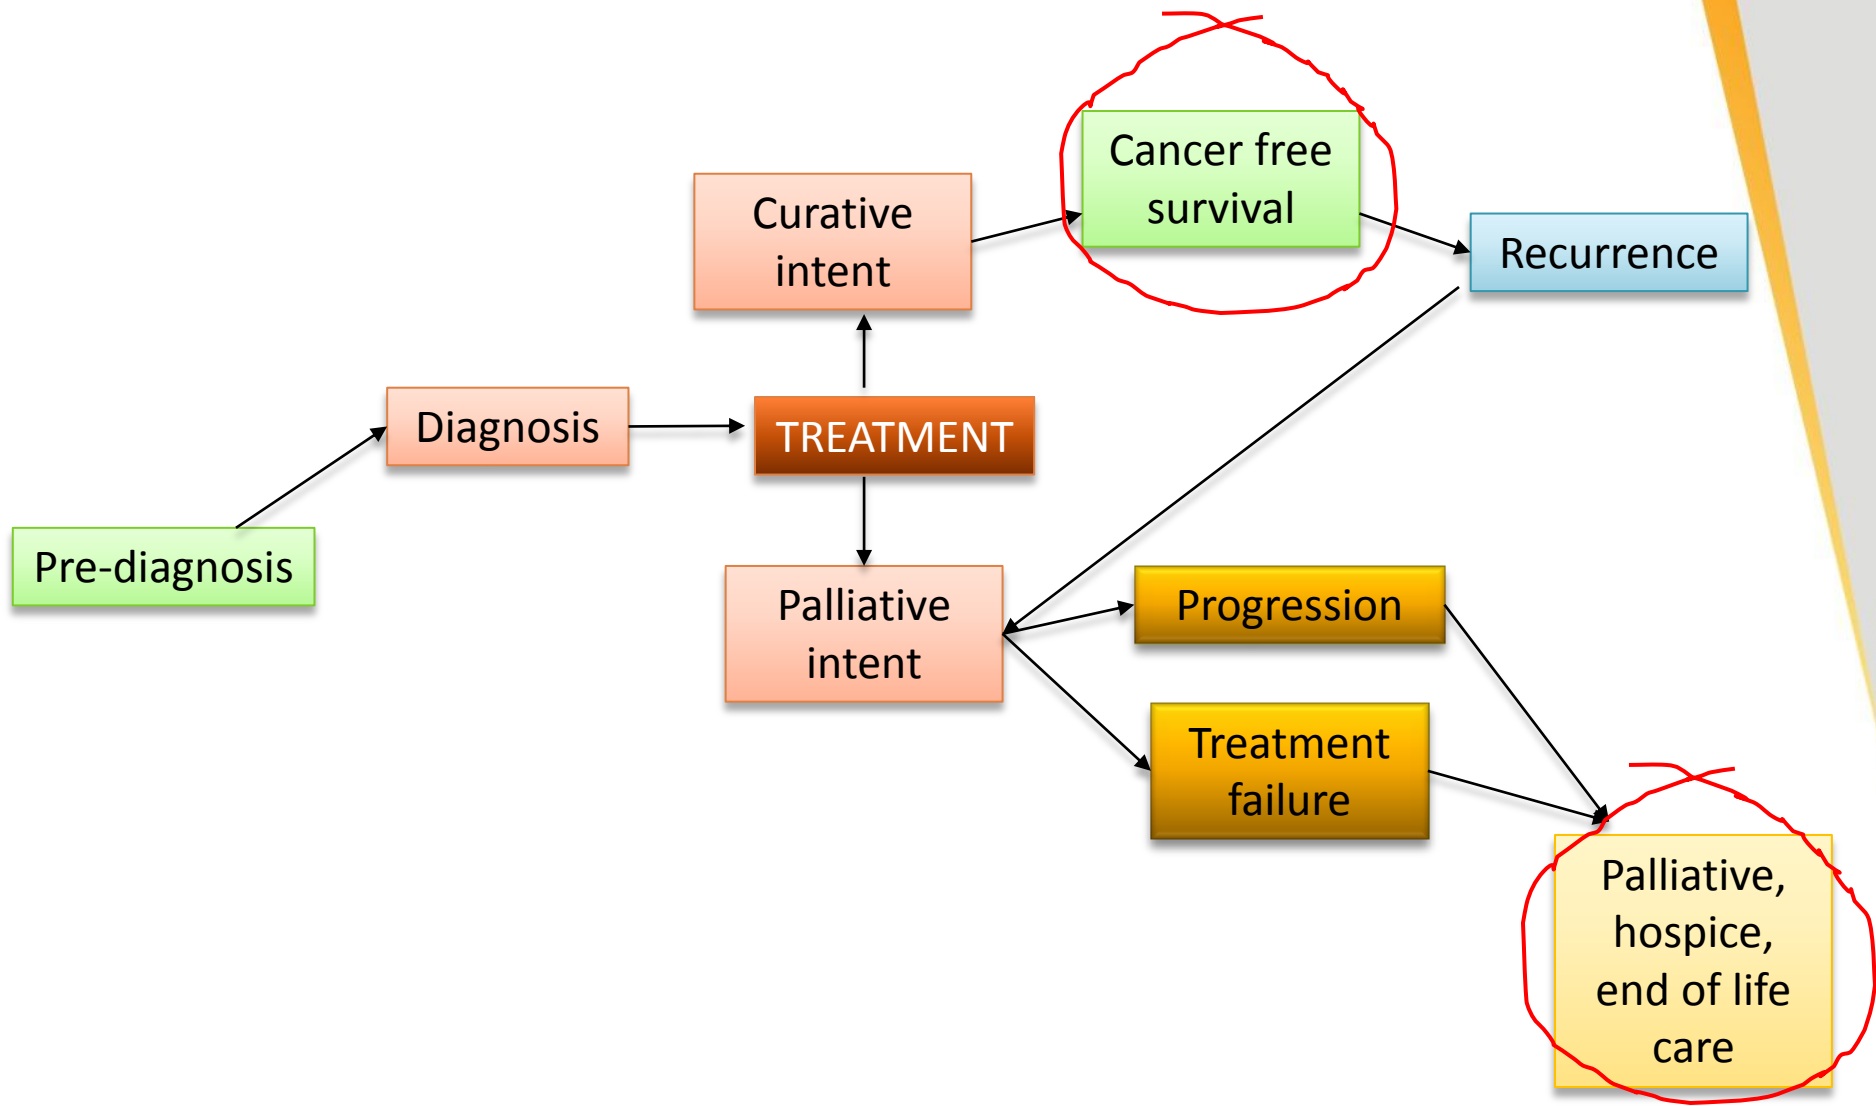 Cancer free
survival
Curative
intent
Recurrence
Diagnosis
TREATMENT
Pre-diagnosis
Palliative
intent
Progression
Treatment
failure
Palliative,
hospice,
end of life
care